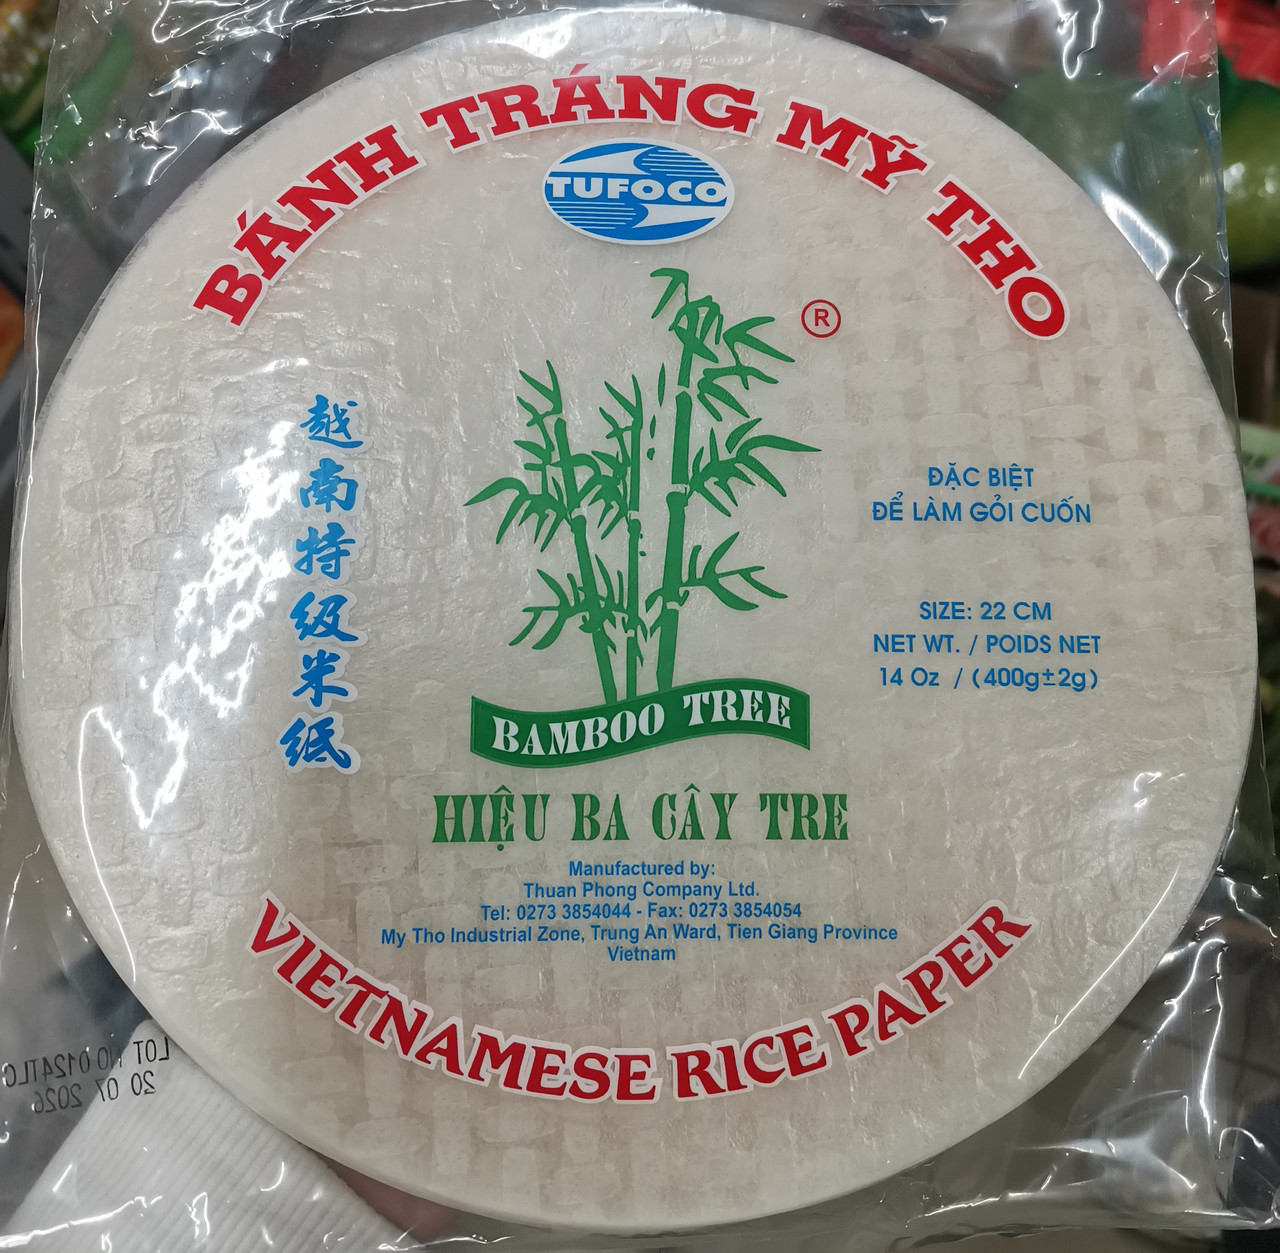 BÁNH TRÁNG MỸ THO
TUFOCO
®
越南特级米纸
ĐẶC BIỆT
ĐỂ LÀM GỎI CUỐN
SIZE: 22 CM
NET WT. / POIDS NET
14 Oz / (400g±2g)
BAMBOO TREE
HIỆU BA CÂY TRE
Manufactured by:
Thuan Phong Company Ltd.
Tel: 0273 3854044 - Fax: 0273 3854054
My Tho Industrial Zone, Trung An Ward, Tien Giang Province
Vietnam
VIETNAMESE RICE PAPER
LOT NO 0124TLG
20 07 2026